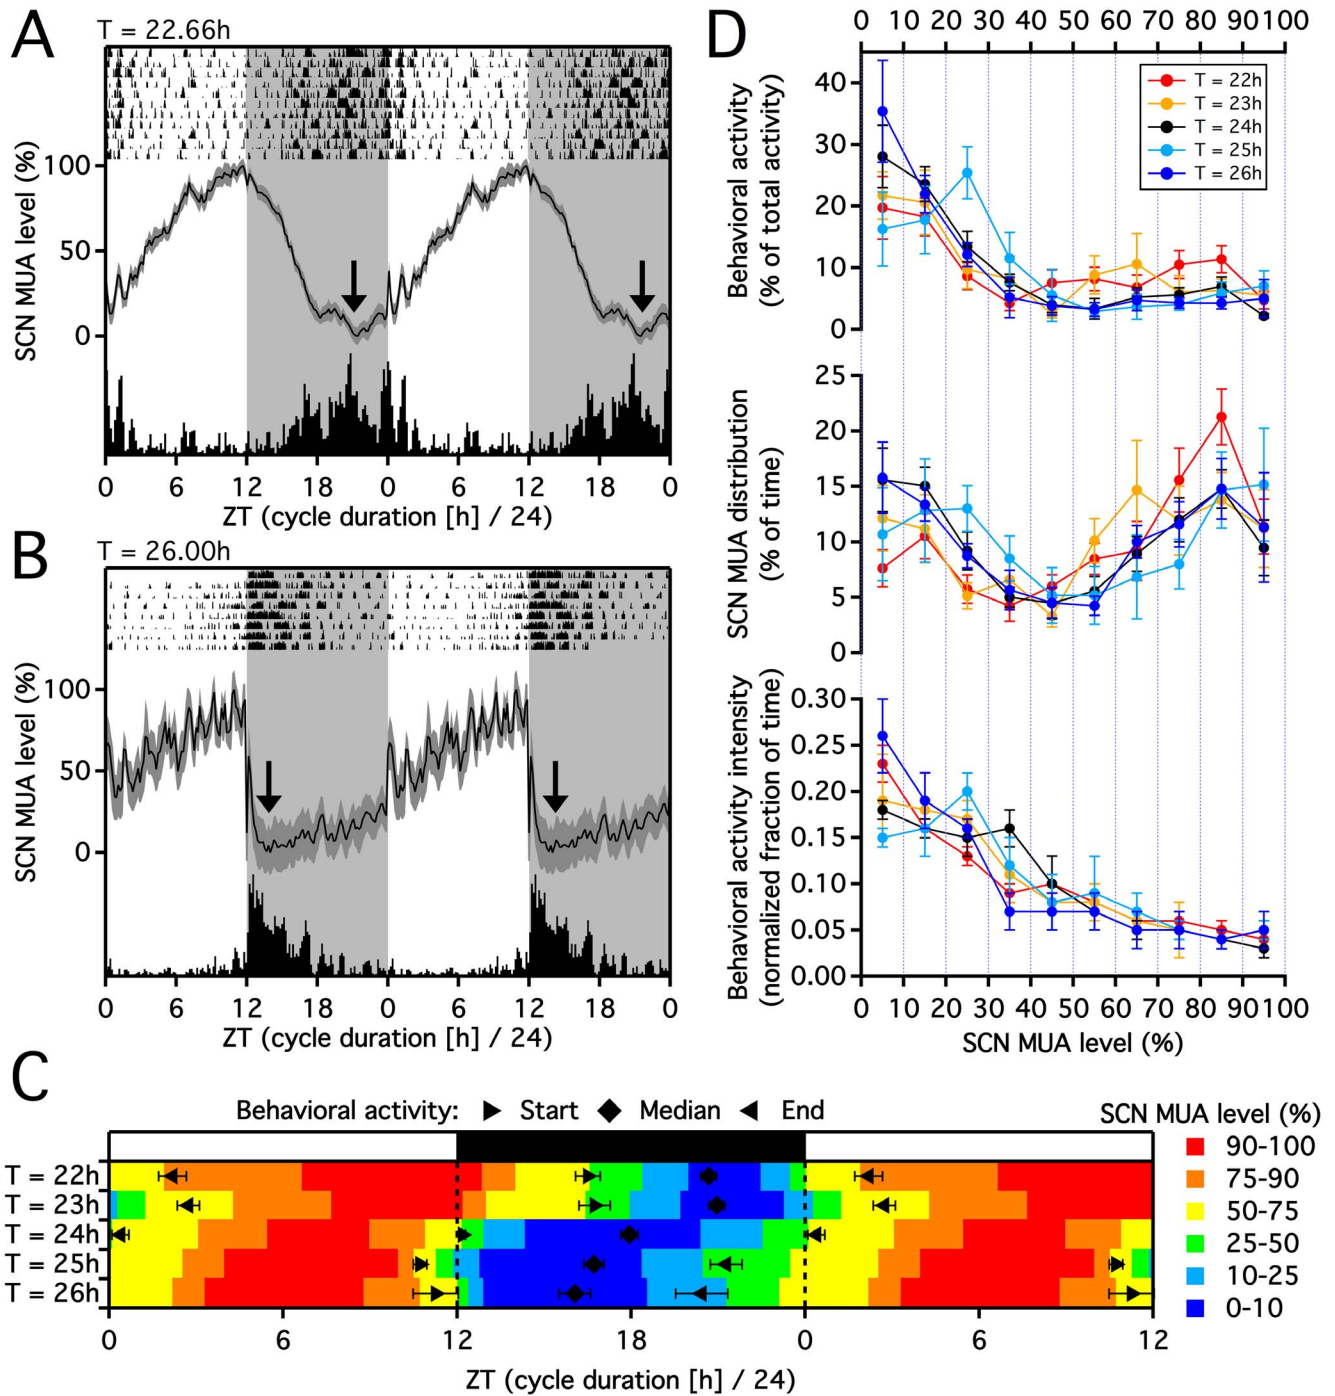 A
T = 22.66h
SCN MUA level (%)
100
50
0
0 6 12 18 0 6 12 18 0
ZT (cycle duration [h] / 24)
B
T = 26.00h
SCN MUA level (%)
100
50
0
0 6 12 18 0 6 12 18 0
ZT (cycle duration [h] / 24)
D
0 10 20 30 40 50 60 70 80 90 100
Behavioral activity
(% of total activity)
40
30
20
10
0
T = 22h
T = 23h
T = 24h
T = 25h
T = 26h
SCN MUA distribution
(% of time)
25
20
15
10
5
0
Behavioral activity intensity
(normalized fraction of time)
0.30
0.25
0.20
0.15
0.10
0.05
0.00
0 10 20 30 40 50 60 70 80 90 100
SCN MUA level (%)
C
Behavioral activity: Start Median End
T = 22h
T = 23h
T = 24h
T = 25h
T = 26h
0 6 12 18 0 6 12
ZT (cycle duration [h] / 24)
SCN MUA level (%)
90-100
75-90
50-75
25-50
10-25
0-10